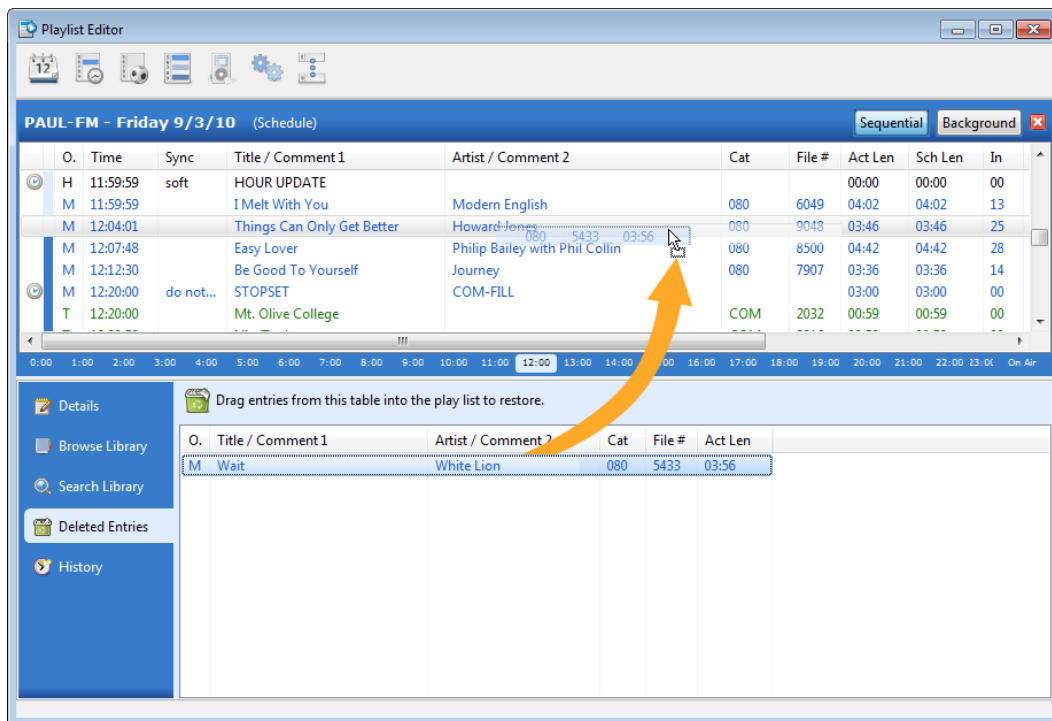 Playlist Editor
12
PAUL-FM - Friday 9/3/10 (Schedule) Sequential Background
O. Time Sync Title / Comment 1 Artist / Comment 2 Cat File # Act Len Sch Len In
H 11:59:59 soft HOUR UPDATE 00:00 00:00 00
M 11:59:59 I Melt With You Modern English 080 6049 04:02 04:02 13
M 12:04:01 Things Can Only Get Better Howard Jones 080 9048 03:46 03:46 25
080 5433 03:56
M 12:07:48 Easy Lover Philip Bailey with Phil Collin 080 8500 04:42 04:42 28
M 12:12:30 Be Good To Yourself Journey 080 7907 03:36 03:36 14
M 12:20:00 do not... STOPSET COM-FILL 03:00 03:00 00
T 12:20:00 Mt. Olive College COM 2032 00:59 00:59 00
0:00 1:00 2:00 3:00 4:00 5:00 6:00 7:00 8:00 9:00 10:00 11:00 12:00 13:00 14:00 16:00 17:00 18:00 19:00 20:00 21:00 22:00 23:0( On Air
Details
Browse Library
Search Library
Deleted Entries
History
Drag entries from this table into the play list to restore.
O. Title / Comment 1 Artist / Comment 2 Cat File # Act Len
M Wait White Lion 080 5433 03:56